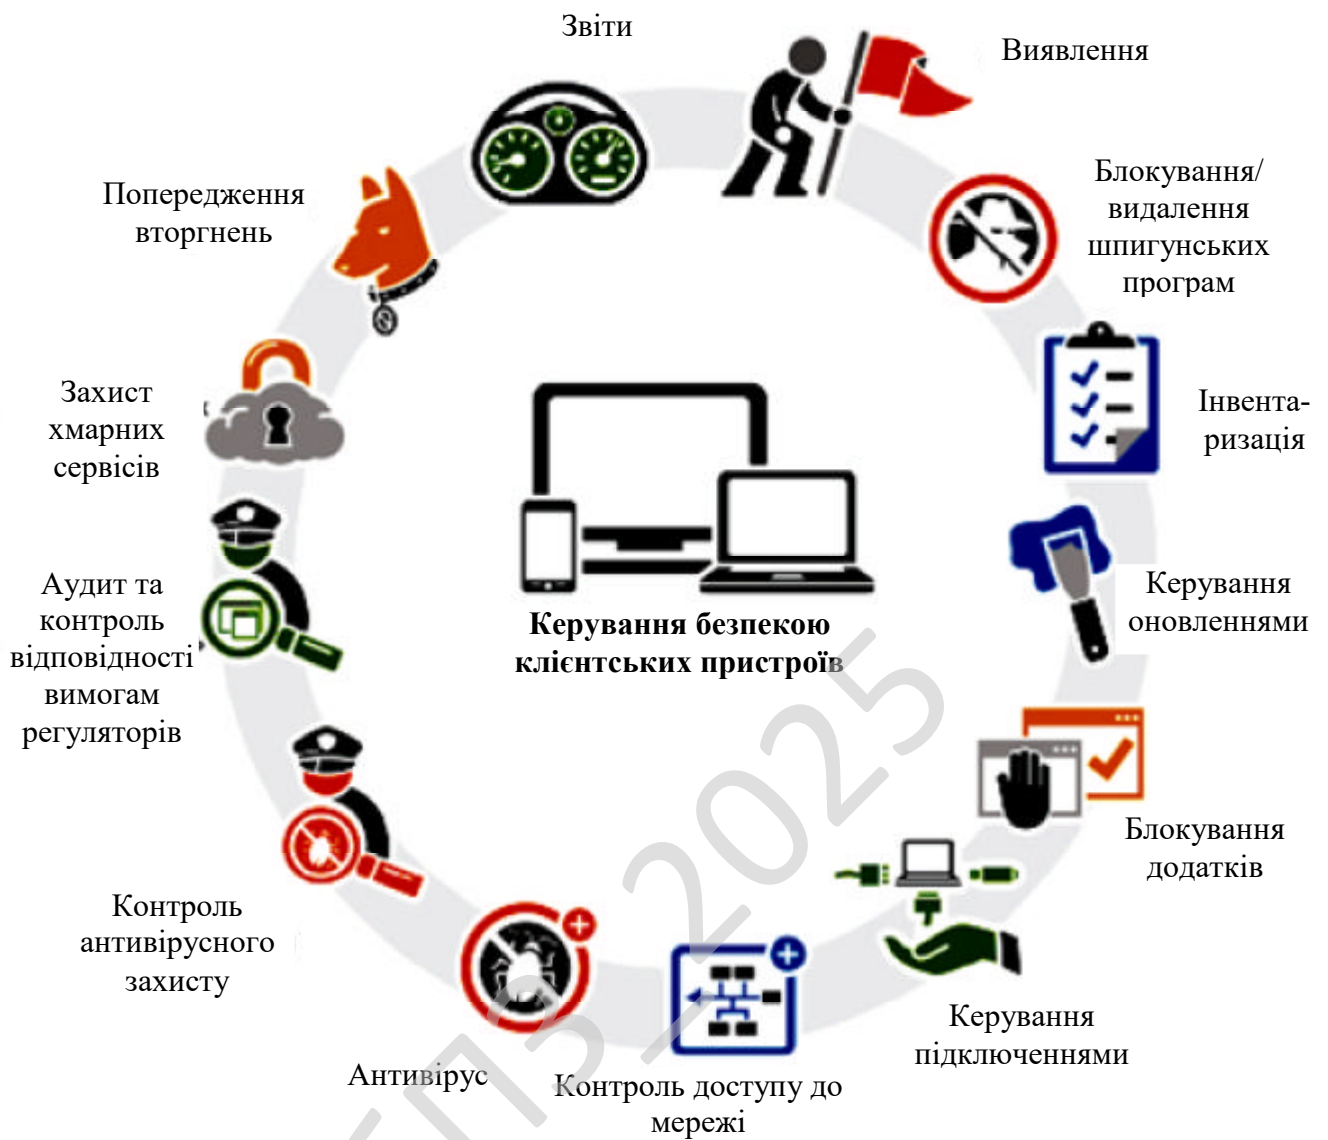 Звіти
Виявлення
Блокування/
видалення
шпигунських
програм
Інвента-
ризація
Керування
оновленнями
Блокування
додатків
Керування
підключеннями
Контроль доступу до
мережі
Антивірус
Контроль
антивірусного
захисту
Аудит та
контроль
відповідності
вимогам
регуляторів
Захист
хмарних
сервісів
Попередження
вторгнень
Керування безпекою
клієнтських пристроїв
ПЗ_2025